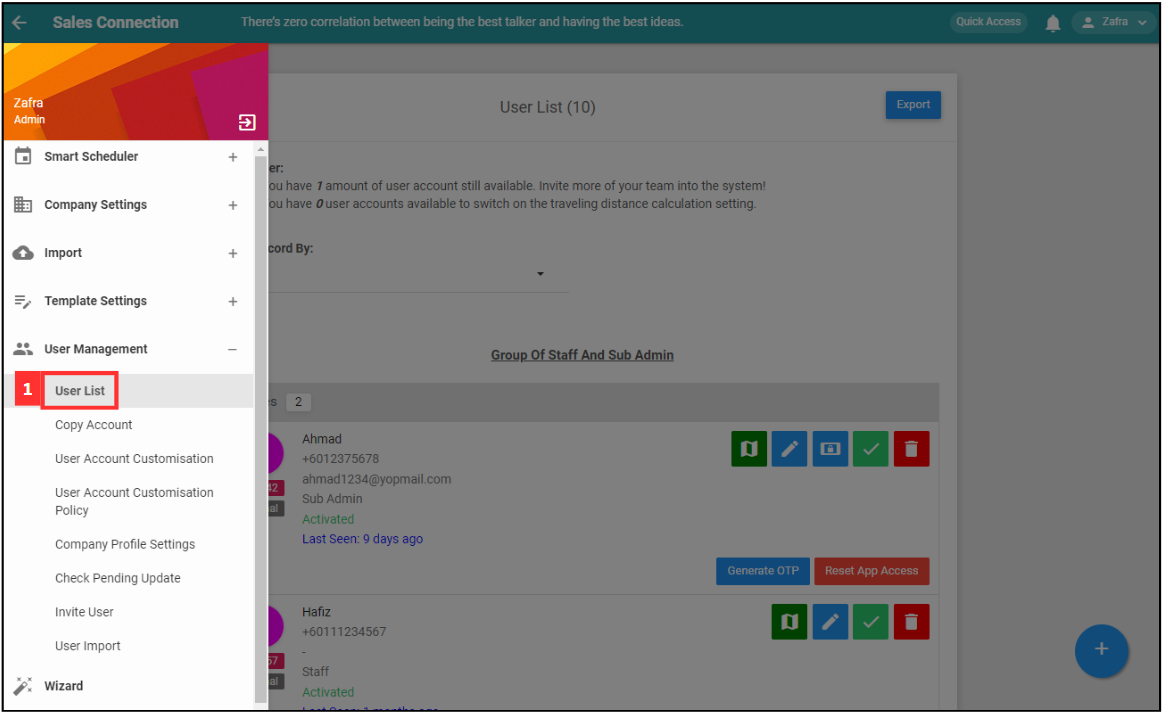 Sales Connection
There's zero correlation between being the best talker and having the best ideas.
Quick Access
Zafra
Zafra
Admin
Smart Scheduler +
Company Settings +
Import +
Template Settings +
User Management –
1 User List
Copy Account
User Account Customisation
User Account Customisation
Policy
Company Profile Settings
Check Pending Update
Invite User
User Import
Wizard
User List (10)
Export
er:
ou have 1 amount of user account still available. Invite more of your team into the system!
ou have 0 user accounts available to switch on the traveling distance calculation setting.
cord By:
Group Of Staff And Sub Admin
s 2
Ahmad
+6012375678
42
ahmad1234@yopmail.com
al
Sub Admin
Activated
Last Seen: 9 days ago
Generate OTP
Reset App Access
Hafiz
+60111234567
-
57
Staff
al
Activated
Last Seen: 1 months ago
+